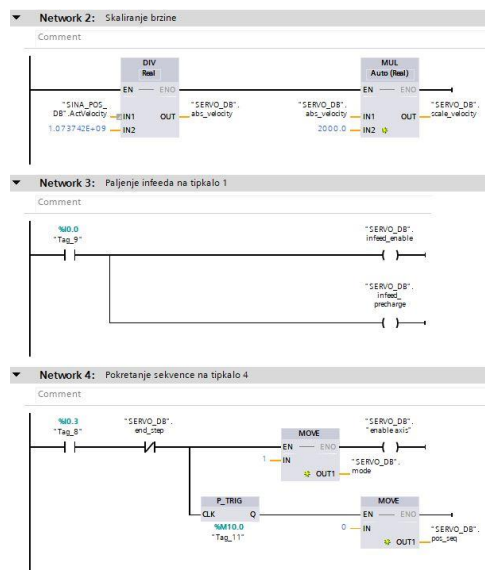 Network 2: Skaliranje brzine
Comment
DIV
Real
MUL
Auto (Real)
EN ENO
EN ENO
"SINA_POS_
DB".ActVelocity
IN1
OUT
"SERVO_DB".
abs_velocity
1.073742E+09
IN2
"SERVO_DB".
abs_velocity
IN1
OUT
"SERVO_DB".
scale_velocity
2000.0
IN2
Network 3: Paljenje infeeda na tipkalo 1
Comment
%I0.0
"Tag_9"
"SERVO_DB".
infeed_enable
"SERVO_DB".
infeed_
precharge
Network 4: Pokretanje sekvence na tipkalo 4
Comment
%I0.3
"Tag_8"
"SERVO_DB".
end_step
MOVE
EN ENO
1
IN
OUT1
"SERVO_DB".
mode
"SERVO_DB".
"enable axis"
P_TRIG
CLK Q
%M10.0
"Tag_11"
MOVE
EN ENO
0
IN
OUT1
"SERVO_DB".
pos_seq